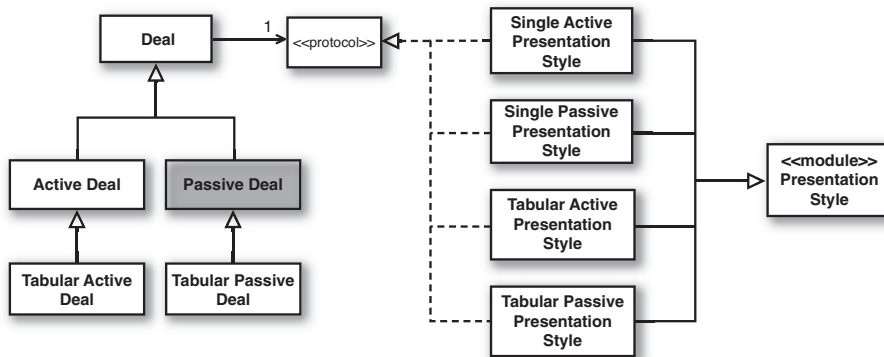 Deal
1
<<protocol>>
Single Active
Presentation
Style
Single Passive
Presentation
Style
<<module>>
Presentation
Style
Active Deal
Passive Deal
Tabular Active
Presentation
Style
Tabular Active
Deal
Tabular Passive
Deal
Tabular Passive
Presentation
Style